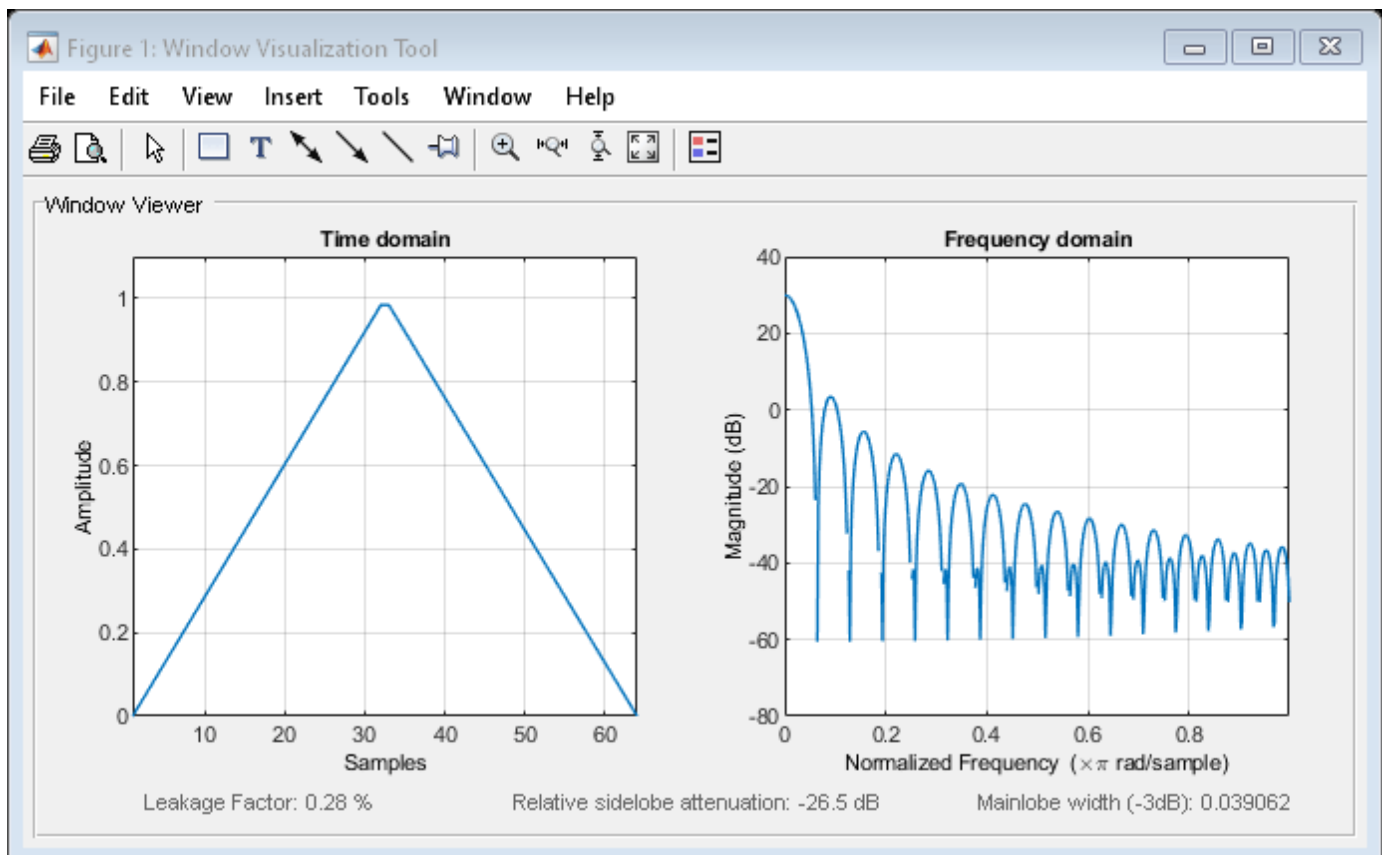 Figure 1: Window Visualization Tool
File Edit View Insert Tools Window Help
T
Window Viewer
Time domain
1
0.8
0.6
0.4
0.2
0
Amplitude
10 20 30 40 50 60
Samples
Frequency domain
40
20
0
-20
-40
-60
-80
Magnitude (dB)
0 0.2 0.4 0.6 0.8
Normalized Frequency (×π rad/sample)
Leakage Factor: 0.28 % Relative sidelobe attenuation: -26.5 dB Mainlobe width (-3dB): 0.039062